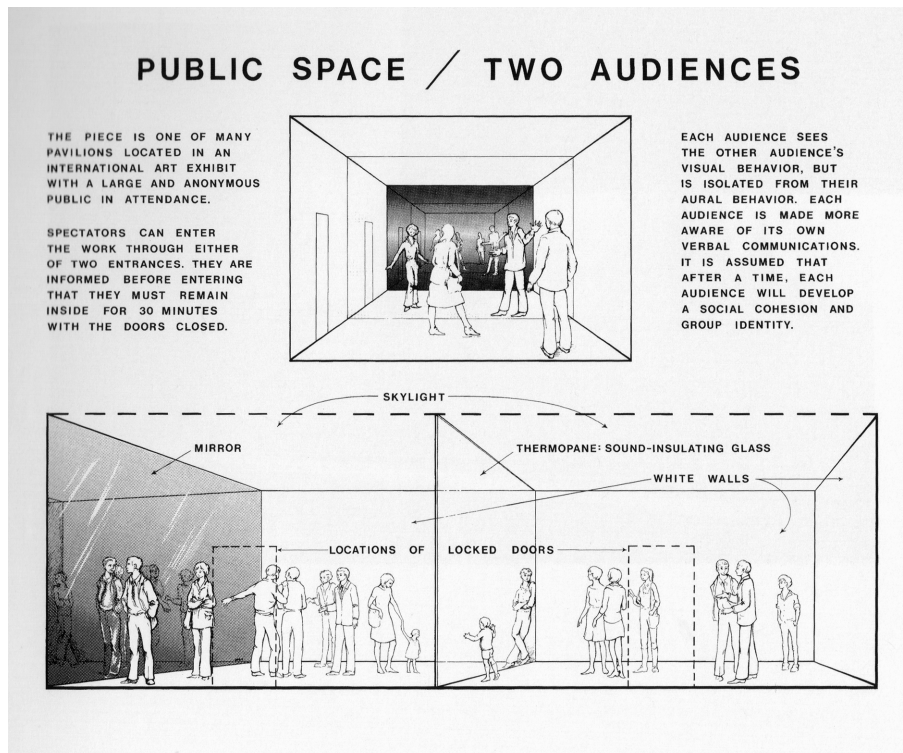 PUBLIC SPACE / TWO AUDIENCES
THE PIECE IS ONE OF MANY
PAVILIONS LOCATED IN AN
INTERNATIONAL ART EXHIBIT
WITH A LARGE AND ANONYMOUS
PUBLIC IN ATTENDANCE.
SPECTATORS CAN ENTER
THE WORK THROUGH EITHER
OF TWO ENTRANCES. THEY ARE
INFORMED BEFORE ENTERING
THAT THEY MUST REMAIN
INSIDE FOR 30 MINUTES
WITH THE DOORS CLOSED.
EACH AUDIENCE SEES
THE OTHER AUDIENCE'S
VISUAL BEHAVIOR, BUT
IS ISOLATED FROM THEIR
AURAL BEHAVIOR. EACH
AUDIENCE IS MADE MORE
AWARE OF ITS OWN
VERBAL COMMUNICATIONS.
IT IS ASSUMED THAT
AFTER A TIME, EACH
AUDIENCE WILL DEVELOP
A SOCIAL COHESION AND
GROUP IDENTITY.
SKYLIGHT
MIRROR
THERMOPANE: SOUND-INSULATING GLASS
WHITE WALLS
LOCATIONS OF LOCKED DOORS